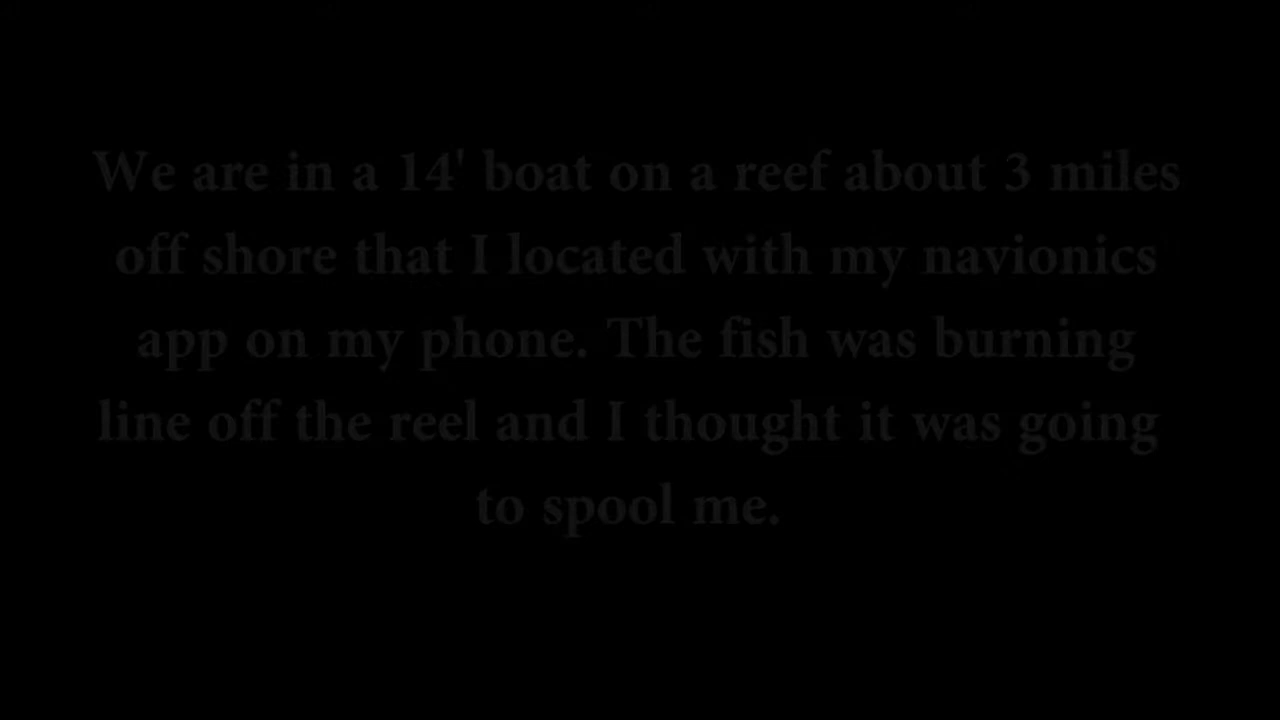 We are in a 14' boat on a reef about 3 miles
off shore that I located with my navionics
app on my phone. The fish was burning
line off the reel and I thought it was going
to spool me.